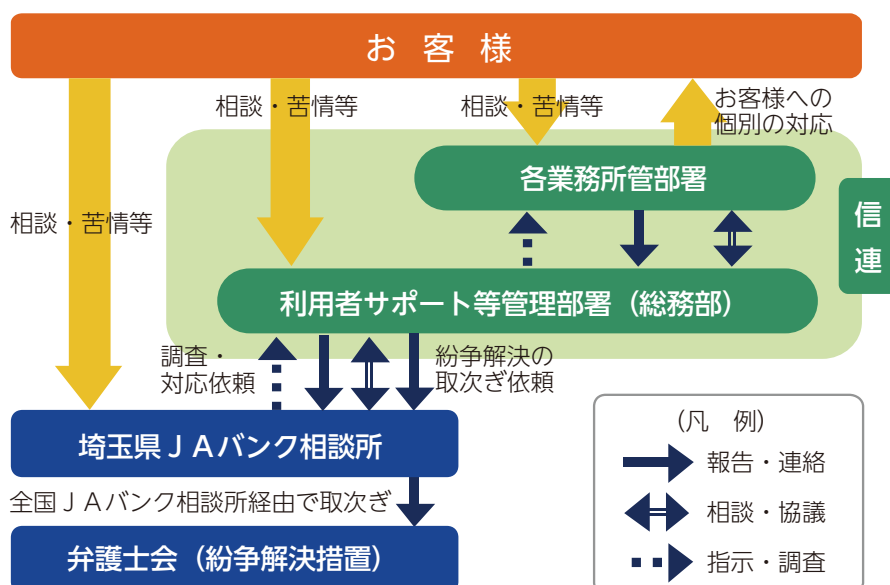 お 客 様
相談・苦情等
相談・苦情等
お客様への
個別の対応
各業務所管部署
信
連
相談・苦情等
利用者サポート等管理部署（総務部）
調査・
対応依頼
紛争解決の
取次ぎ依頼
埼玉県ＪＡバンク相談所
全国ＪＡバンク相談所経由で取次ぎ
弁護士会（紛争解決措置）
（凡　例）
報告・連絡
相談・協議
指示・調査